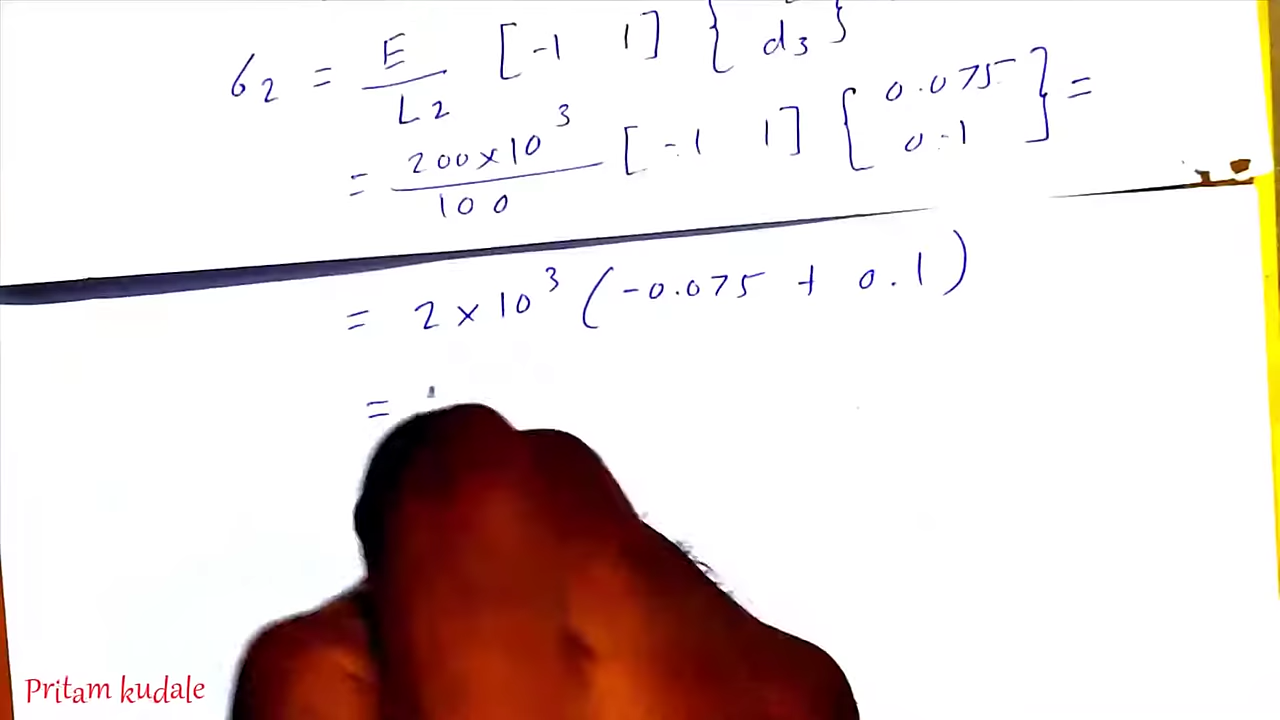 б2 = E/L2 [-1 1] { d3 }
= 200×10³/100 [-1 1] { 0.075 0.1 } =
= 2×10³ (-0.075 + 0.1)
=
Pritam kudale